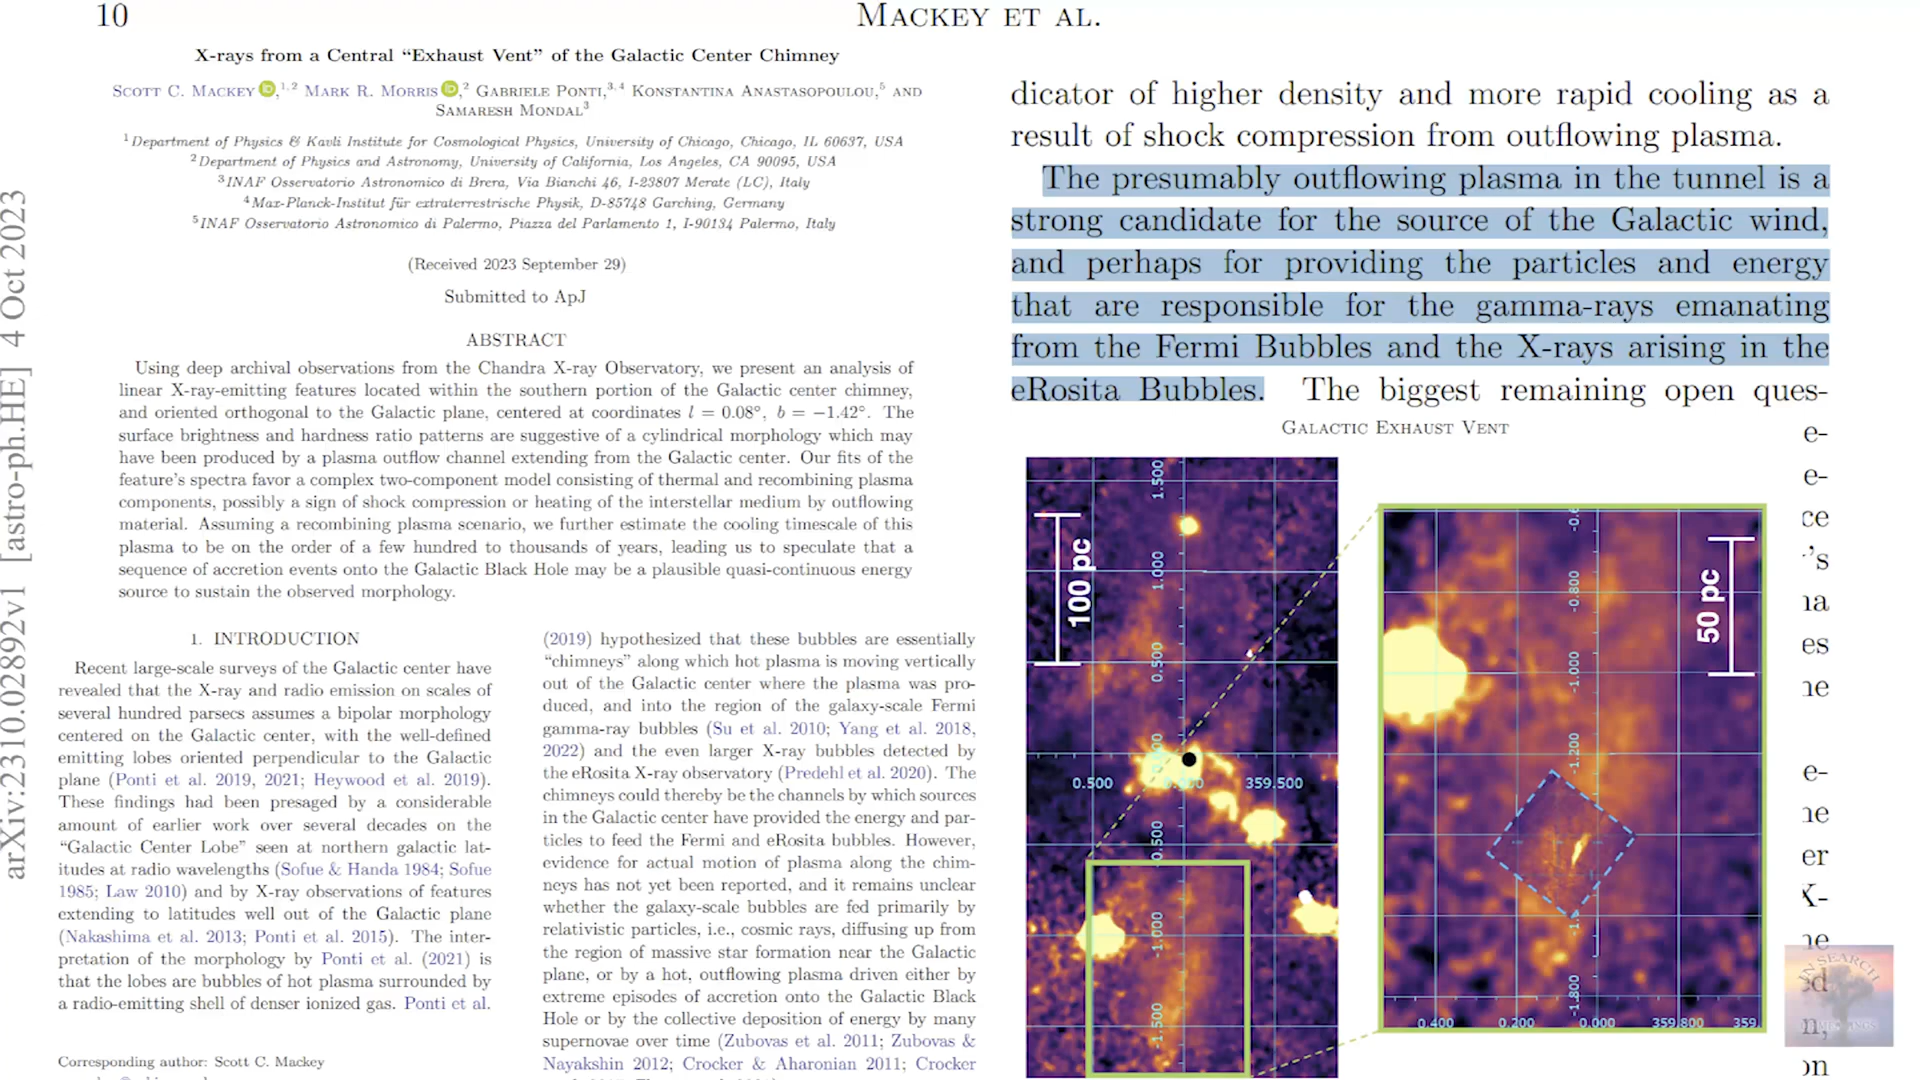 10
MACKEY ET AL.
X-rays from a Central “Exhaust Vent” of the Galactic Center Chimney
SCOTT C. MACKEY,1,2 MARK R. MORRIS,2 GABRIELE PONTI,3,4 KONSTANTINA ANASTASOPOULOU,5 AND
SAMARESH MONDAL3
1Department of Physics & Kavli Institute for Cosmological Physics, University of Chicago, Chicago, IL 60637, USA
2Department of Physics and Astronomy, University of California, Los Angeles, CA 90095, USA
3INAF Osservatorio Astronomico di Brera, Via Bianchi 46, I-23807 Merate (LC), Italy
4Max-Planck-Institut für extraterrestrische Physik, D-85748 Garching, Germany
5INAF Osservatorio Astronomico di Palermo, Piazza del Parlamento 1, I-90134 Palermo, Italy
(Received 2023 September 29)
Submitted to ApJ
ABSTRACT
Using deep archival observations from the Chandra X-ray Observatory, we present an analysis of
linear X-ray-emitting features located within the southern portion of the Galactic center chimney,
and oriented orthogonal to the Galactic plane, centered at coordinates l = 0.08°, b = −1.42°. The
surface brightness and hardness ratio patterns are suggestive of a cylindrical morphology which may
have been produced by a plasma outflow channel extending from the Galactic center. Our fits of the
feature’s spectra favor a complex two-component model consisting of thermal and recombining plasma
components, possibly a sign of shock compression or heating of the interstellar medium by outflowing
material. Assuming a recombining plasma scenario, we further estimate the cooling timescale of this
plasma to be on the order of a few hundred to thousands of years, leading us to speculate that a
sequence of accretion events onto the Galactic Black Hole may be a plausible quasi-continuous energy
source to sustain the observed morphology.
1. INTRODUCTION
Recent large-scale surveys of the Galactic center have
revealed that the X-ray and radio emission on scales of
several hundred parsecs assumes a bipolar morphology
centered on the Galactic center, with the well-defined
emitting lobes oriented perpendicular to the Galactic
plane (Ponti et al. 2019, 2021; Heywood et al. 2019).
These findings had been presaged by a considerable
amount of earlier work over several decades on the
“Galactic Center Lobe” seen at northern galactic lat-
itudes at radio wavelengths (Sofue & Handa 1984; Sofue
1985; Law 2010) and by X-ray observations of features
extending to latitudes well out of the Galactic plane
(Nakashima et al. 2013; Ponti et al. 2015). The inter-
pretation of the morphology by Ponti et al. (2021) is
that the lobes are bubbles of hot plasma surrounded by
a radio-emitting shell of denser ionized gas. Ponti et al.
Corresponding author: Scott C. Mackey
(2019) hypothesized that these bubbles are essentially
“chimneys” along which hot plasma is moving vertically
out of the Galactic center where the plasma was pro-
duced, and into the region of the galaxy-scale Fermi
gamma-ray bubbles (Su et al. 2010; Yang et al. 2018,
2022) and the even larger X-ray bubbles detected by
the eRosita X-ray observatory (Predehl et al. 2020). The
chimneys could thereby be the channels by which sources
in the Galactic center have provided the energy and par-
ticles to feed the Fermi and eRosita bubbles. However,
evidence for actual motion of plasma along the chim-
neys has not yet been reported, and it remains unclear
whether the galaxy-scale bubbles are fed primarily by
relativistic particles, i.e., cosmic rays, diffusing up from
the region of massive star formation near the Galactic
plane, or by a hot, outflowing plasma driven either by
extreme episodes of accretion onto the Galactic Black
Hole or by the collective deposition of energy by many
supernovae over time (Zubovas et al. 2011; Zubovas &
Nayakshin 2012; Crocker & Aharonian 2011; Crocker
arXiv:2310.02892v1 [astro-ph.HE] 4 Oct 2023
dicator of higher density and more rapid cooling as a
result of shock compression from outflowing plasma.
The presumably outflowing plasma in the tunnel is a
strong candidate for the source of the Galactic wind,
and perhaps for providing the particles and energy
that are responsible for the gamma-rays emanating
from the Fermi Bubbles and the X-rays arising in the
eRosita Bubbles. The biggest remaining open ques-
GALACTIC EXHAUST VENT
100 pc
1.500
1.000
0.500
0.500 359.500
-1.000
-1.500
50 pc
-0.800
-1.000
-1.200
-1.800
0.400 0.200 0.000 359.800 359.
e-
e-
ce
's
na
es
ne
e-
ne
er
X-
ne
ed
n,
on
IN SEARCH